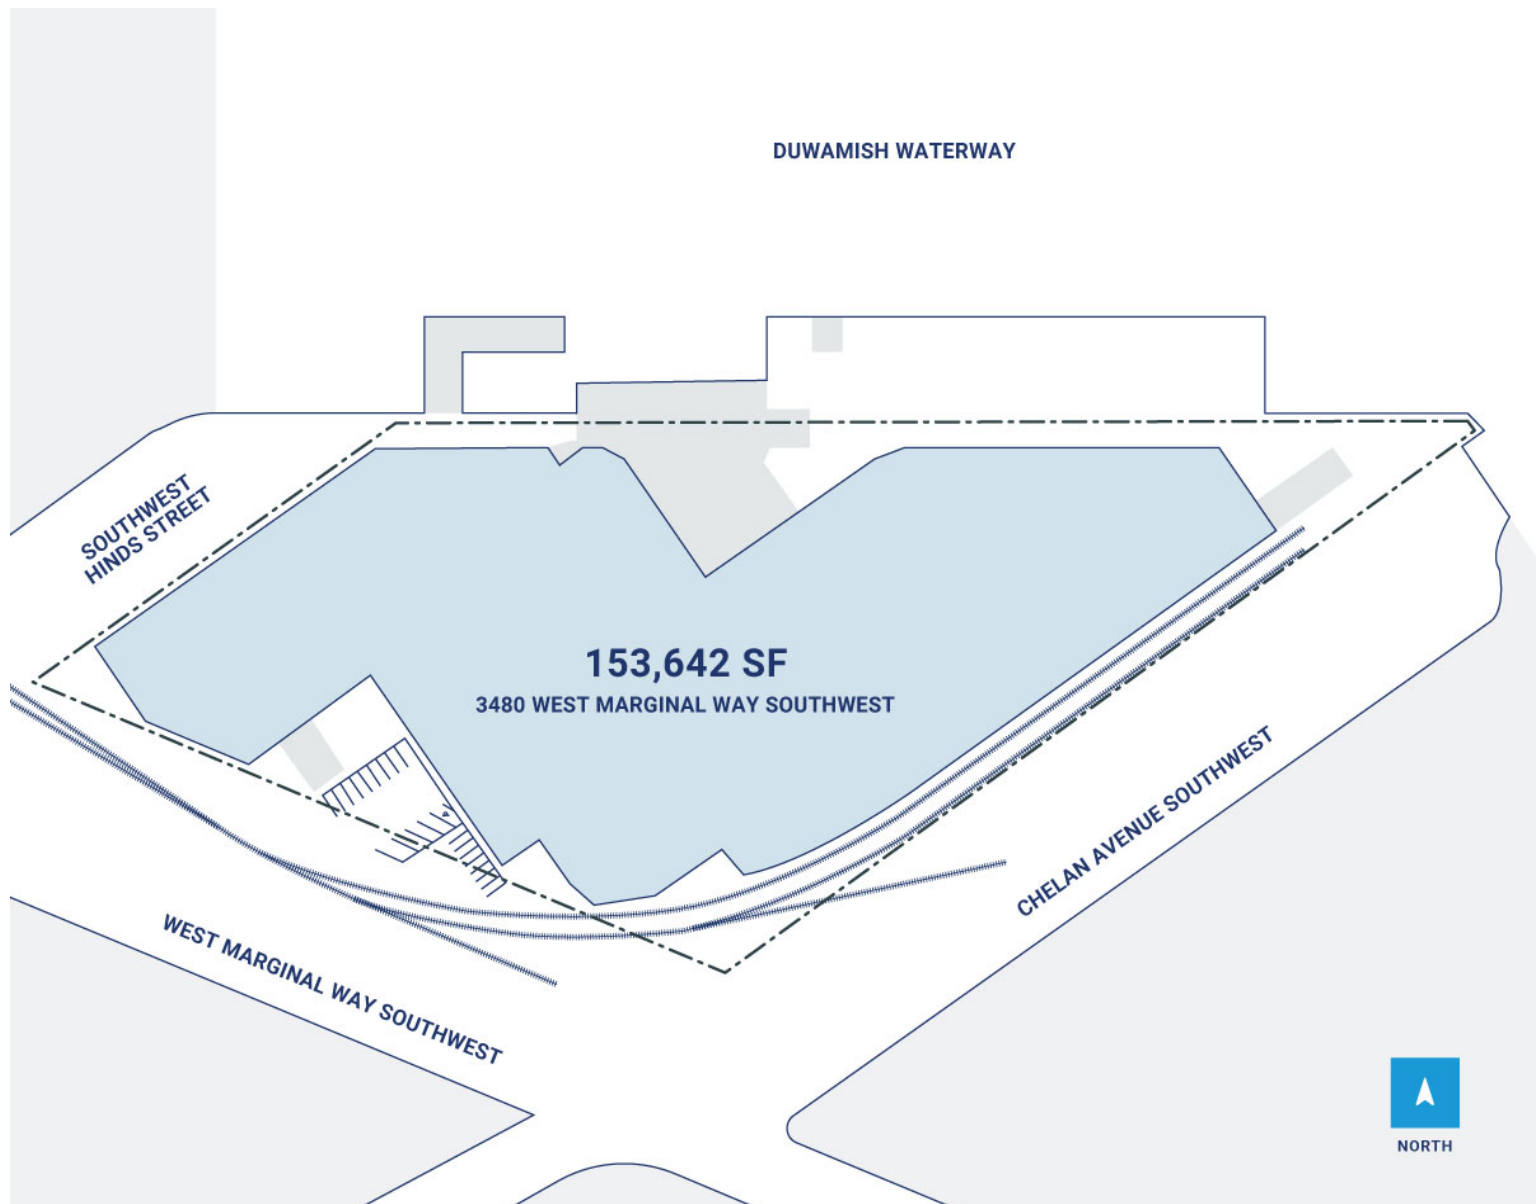 DUWAMISH WATERWAY
SOUTHWEST
HINDS STREET
153,642 SF
3480 WEST MARGINAL WAY SOUTHWEST
CHELAN AVENUE SOUTHWEST
WEST MARGINAL WAY SOUTHWEST
NORTH